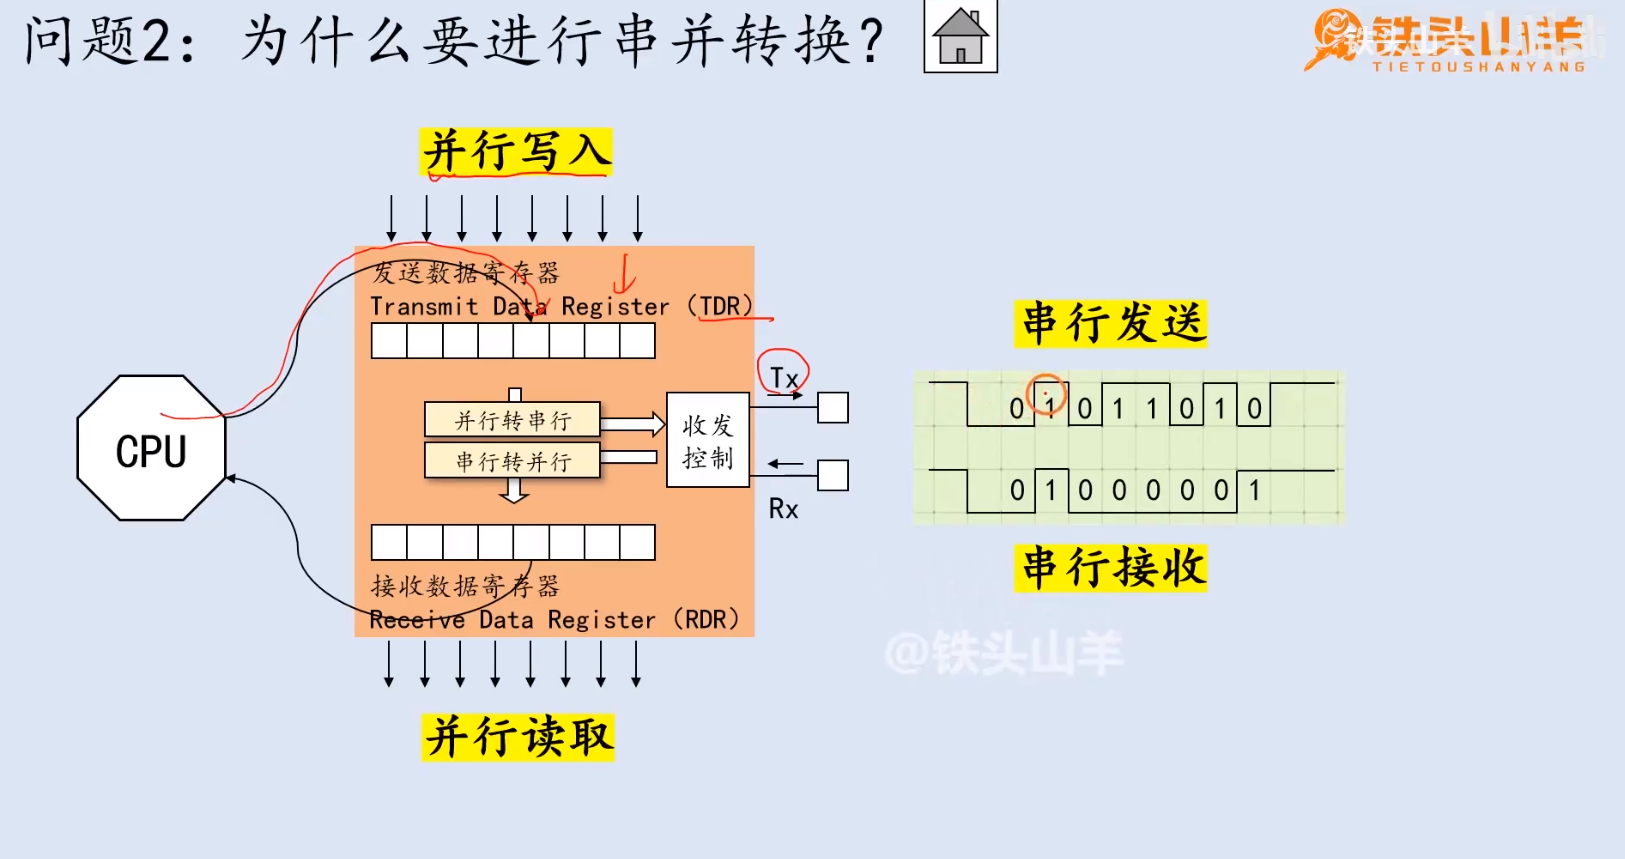 问题2：为什么要进行串并转换？
铁头山羊
TIETOUSHANYANG
并行写入
发送数据寄存器
Transmit Data Register（TDR）
Tx
并行转串行
串行转并行
收发
控制
CPU
Rx
接收数据寄存器
Receive Data Register（RDR）
并行读取
串行发送
0 1 0 1 1 0 1 0
0 1 0 0 0 0 0 1
串行接收
@铁头山羊